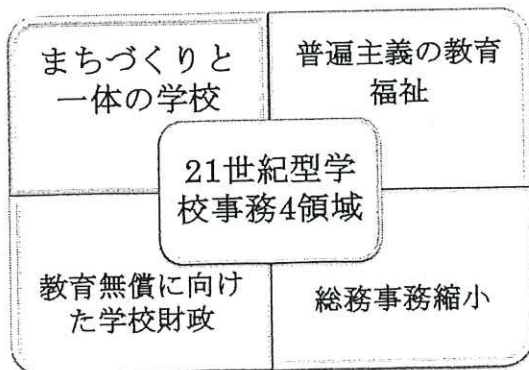 まちづくりと
一体の学校
普遍主義の教育
福祉
21世紀型学
校事務4領域
教育無償に向け
た学校財政
総務事務縮小